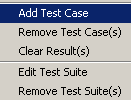 Add Test Case
Remove Test Case(s)
Clear Result(s)
Edit Test Suite
Remove Test Suite(s)